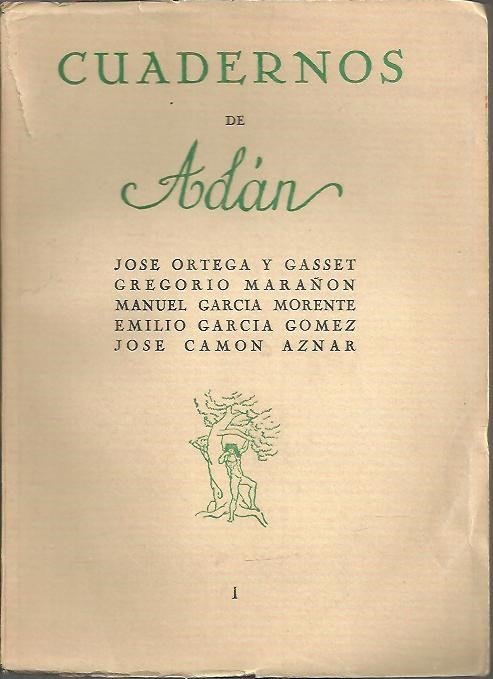 CUADERNOS
DE
Adán
JOSE ORTEGA Y GASSET
GREGORIO MARAÑON
MANUEL GARCIA MORENTE
EMILIO GARCIA GOMEZ
JOSE CAMON AZNAR
I